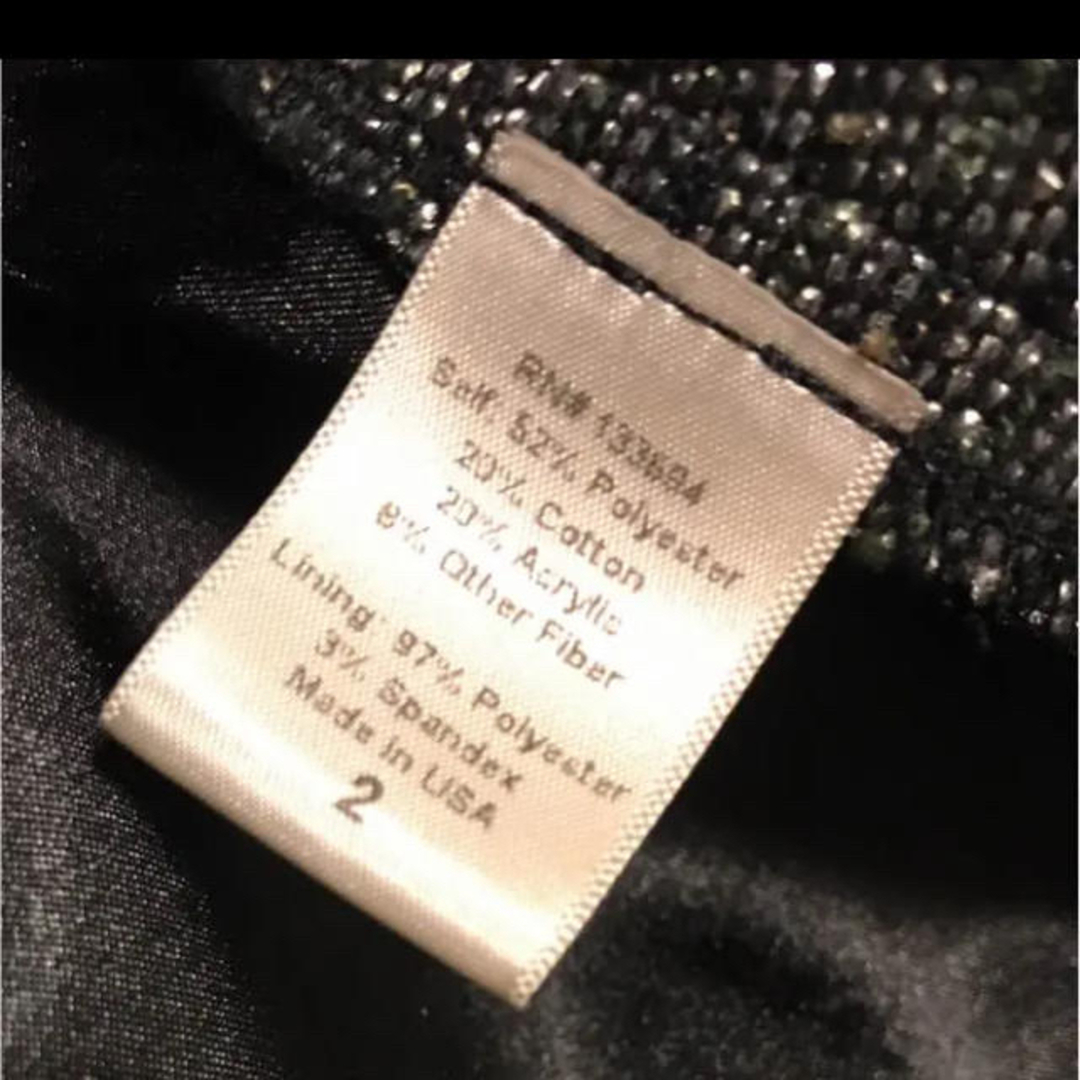 RN# 133694
Self: 52% Polyester
20% Cotton
20% Acrylic
8% Other Fiber
Lining: 97% Polyester
3% Spandex
Made in USA
2